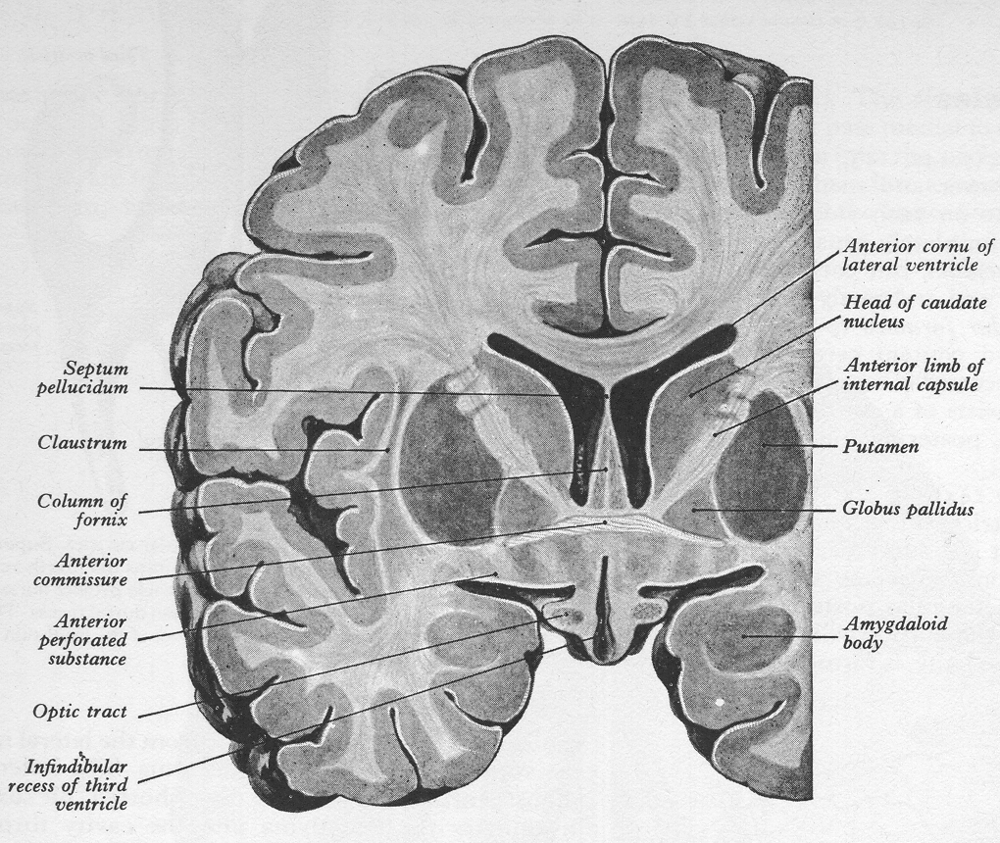 Septum
pellucidum
Claustrum
Column of
fornix
Anterior
commissure
Anterior
perforated
substance
Optic tract
Infindibular
recess of third
ventricle
Anterior cornu of
lateral ventricle
Head of caudate
nucleus
Anterior limb of
internal capsule
Putamen
Globus pallidus
Amygdaloid
body